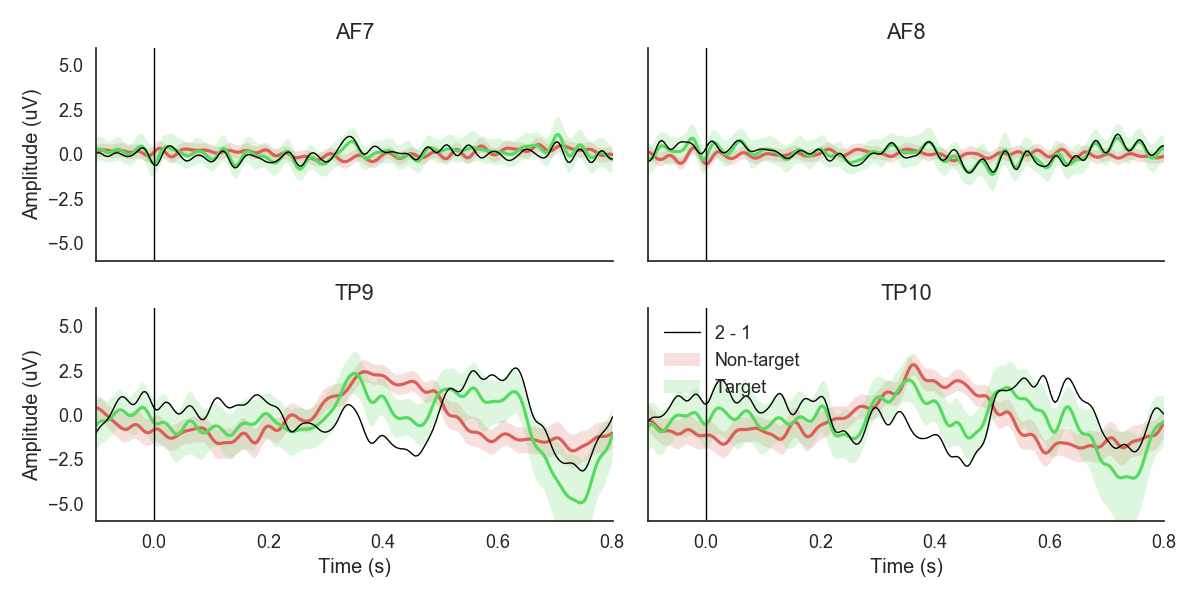 AF7
AF8
Amplitude (uV)
5.0
2.5
0.0
−2.5
−5.0
TP9
TP10
Amplitude (uV)
5.0
2.5
0.0
−2.5
−5.0
2 - 1
Non-target
Target
0.0 0.2 0.4 0.6 0.8
0.0 0.2 0.4 0.6 0.8
Time (s)
Time (s)